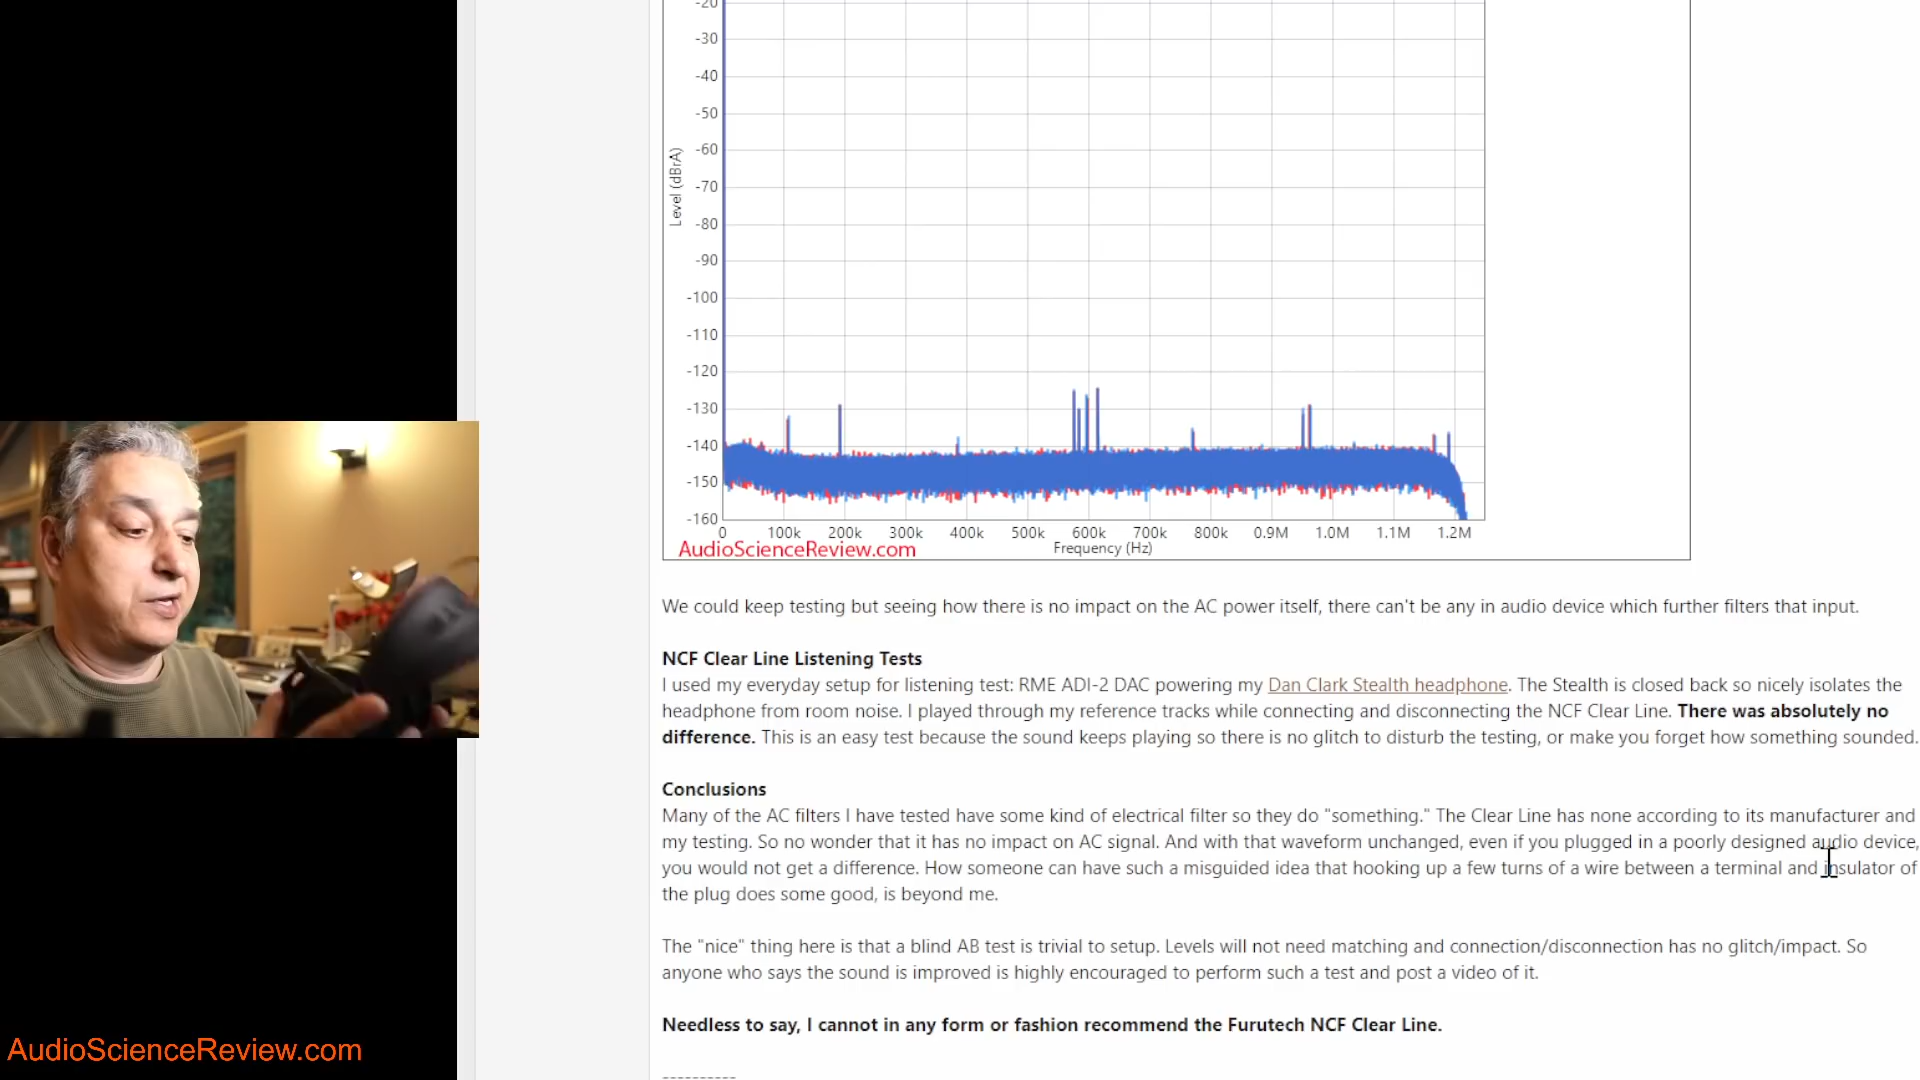 -20
-30
-40
-50
-60
-70
-80
-90
-100
-110
-120
-130
-140
-150
-160
Level (dBrA)
0 100k 200k 300k 400k 500k 600k 700k 800k 0.9M 1.0M 1.1M 1.2M
AudioScienceReview.com
Frequency (Hz)
We could keep testing but seeing how there is no impact on the AC power itself, there can't be any in audio device which further filters that input.
NCF Clear Line Listening Tests
I used my everyday setup for listening test: RME ADI-2 DAC powering my Dan Clark Stealth headphone. The Stealth is closed back so nicely isolates the
headphone from room noise. I played through my reference tracks while connecting and disconnecting the NCF Clear Line. There was absolutely no
difference. This is an easy test because the sound keeps playing so there is no glitch to disturb the testing, or make you forget how something sounded.
Conclusions
Many of the AC filters I have tested have some kind of electrical filter so they do "something." The Clear Line has none according to its manufacturer and
my testing. So no wonder that it has no impact on AC signal. And with that waveform unchanged, even if you plugged in a poorly designed audio device,
you would not get a difference. How someone can have such a misguided idea that hooking up a few turns of a wire between a terminal and insulator of
the plug does some good, is beyond me.
The "nice" thing here is that a blind AB test is trivial to setup. Levels will not need matching and connection/disconnection has no glitch/impact. So
anyone who says the sound is improved is highly encouraged to perform such a test and post a video of it.
Needless to say, I cannot in any form or fashion recommend the Furutech NCF Clear Line.
----------
AudioScienceReview.com